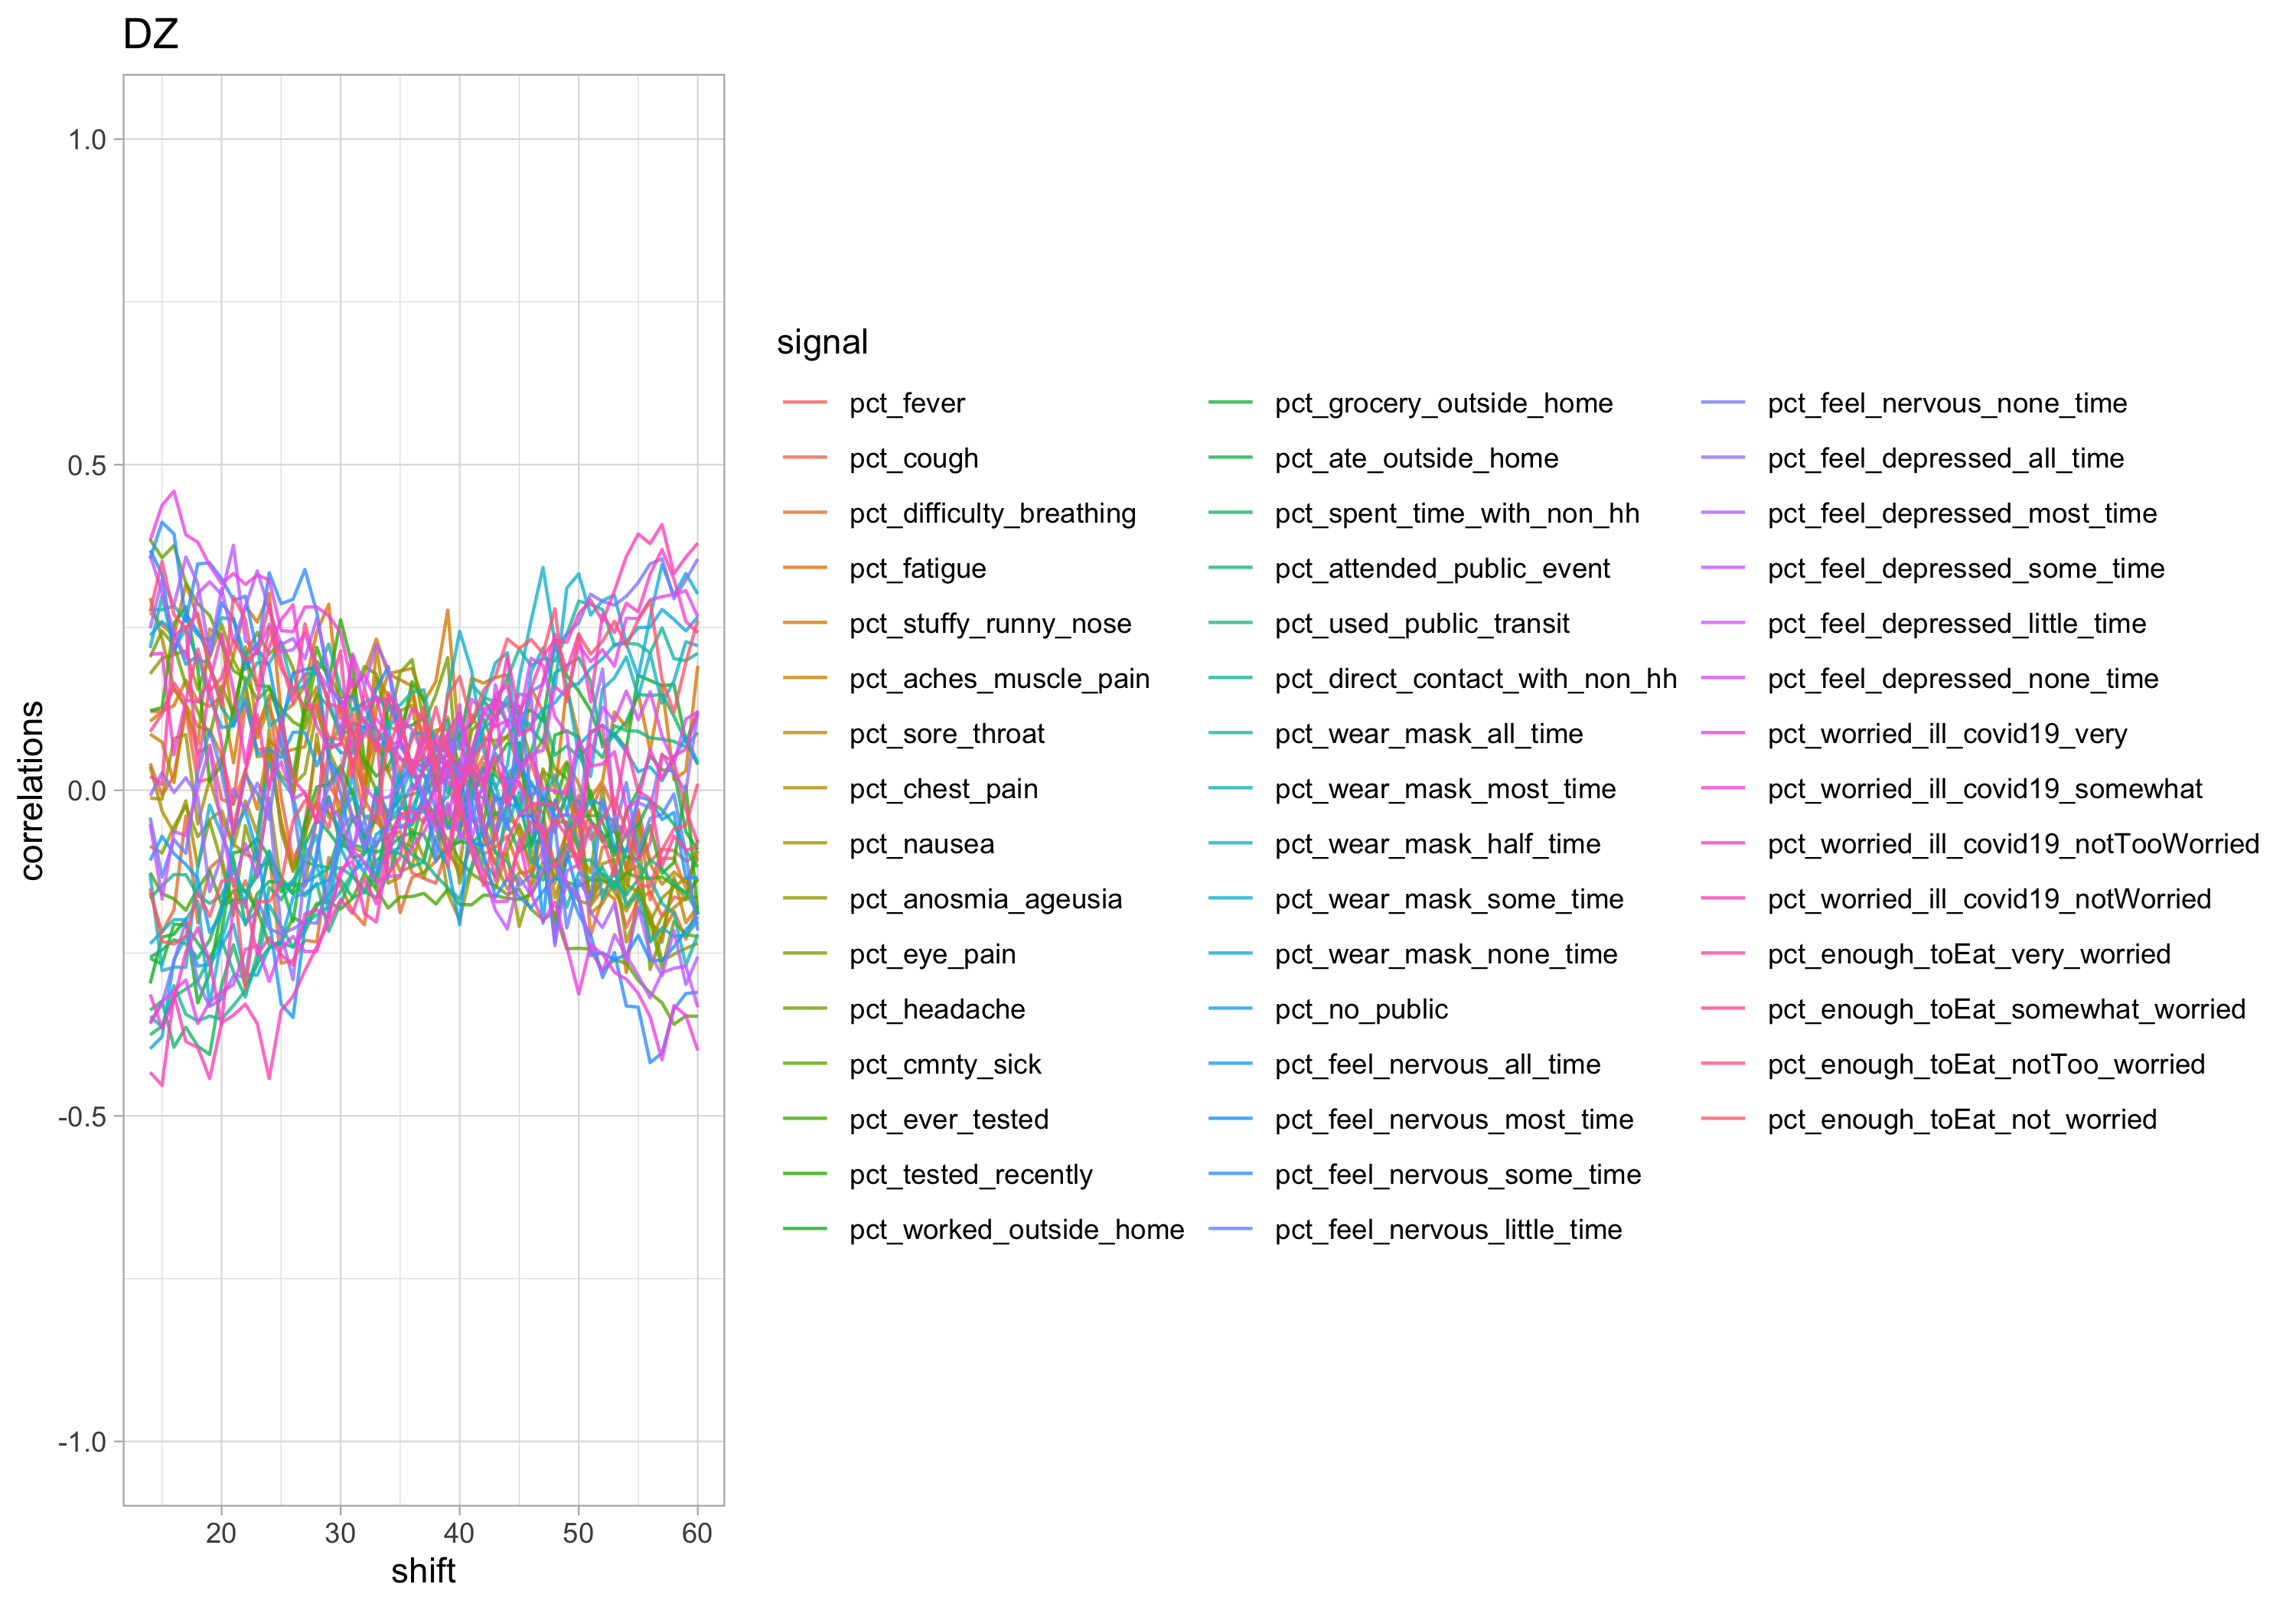 DZ
correlations
1.0
0.5
0.0
-0.5
-1.0
20 30 40 50 60
shift
signal
pct_fever
pct_cough
pct_difficulty_breathing
pct_fatigue
pct_stuffy_runny_nose
pct_aches_muscle_pain
pct_sore_throat
pct_chest_pain
pct_nausea
pct_anosmia_ageusia
pct_eye_pain
pct_headache
pct_cmnty_sick
pct_ever_tested
pct_tested_recently
pct_worked_outside_home
pct_grocery_outside_home
pct_ate_outside_home
pct_spent_time_with_non_hh
pct_attended_public_event
pct_used_public_transit
pct_direct_contact_with_non_hh
pct_wear_mask_all_time
pct_wear_mask_most_time
pct_wear_mask_half_time
pct_wear_mask_some_time
pct_wear_mask_none_time
pct_no_public
pct_feel_nervous_all_time
pct_feel_nervous_most_time
pct_feel_nervous_some_time
pct_feel_nervous_little_time
pct_feel_nervous_none_time
pct_feel_depressed_all_time
pct_feel_depressed_most_time
pct_feel_depressed_some_time
pct_feel_depressed_little_time
pct_feel_depressed_none_time
pct_worried_ill_covid19_very
pct_worried_ill_covid19_somewhat
pct_worried_ill_covid19_notTooWorried
pct_worried_ill_covid19_notWorried
pct_enough_toEat_very_worried
pct_enough_toEat_somewhat_worried
pct_enough_toEat_notToo_worried
pct_enough_toEat_not_worried